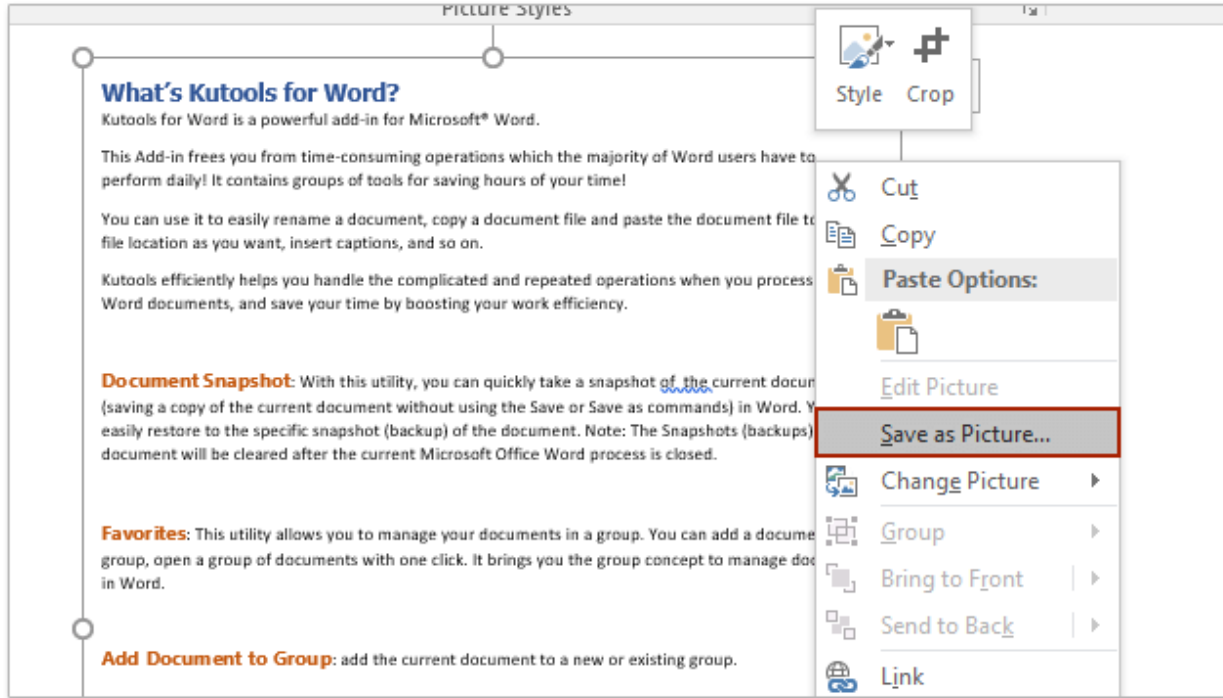 Picture Styles
What's Kutools for Word?
Kutools for Word is a powerful add-in for Microsoft® Word.
This Add-in frees you from time-consuming operations which the majority of Word users have to
perform daily! It contains groups of tools for saving hours of your time!
You can use it to easily rename a document, copy a document file and paste the document file to
file location as you want, insert captions, and so on.
Kutools efficiently helps you handle the complicated and repeated operations when you process
Word documents, and save your time by boosting your work efficiency.
Document Snapshot: With this utility, you can quickly take a snapshot of the current docum
(saving a copy of the current document without using the Save or Save as commands) in Word. Y
easily restore to the specific snapshot (backup) of the document. Note: The Snapshots (backups)
document will be cleared after the current Microsoft Office Word process is closed.
Favorites: This utility allows you to manage your documents in a group. You can add a docume
group, open a group of documents with one click. It brings you the group concept to manage doc
in Word.
Add Document to Group: add the current document to a new or existing group.
Style Crop
Cut
Copy
Paste Options:
Edit Picture
Save as Picture...
Change Picture
Group
Bring to Front
Send to Back
Link